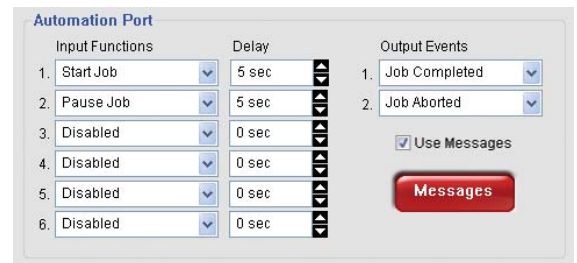 Automation Port
Input Functions Delay Output Events
1. Start Job 5 sec 1. Job Completed
2. Pause Job 5 sec 2. Job Aborted
3. Disabled 0 sec
Use Messages
4. Disabled 0 sec
5. Disabled 0 sec Messages
6. Disabled 0 sec